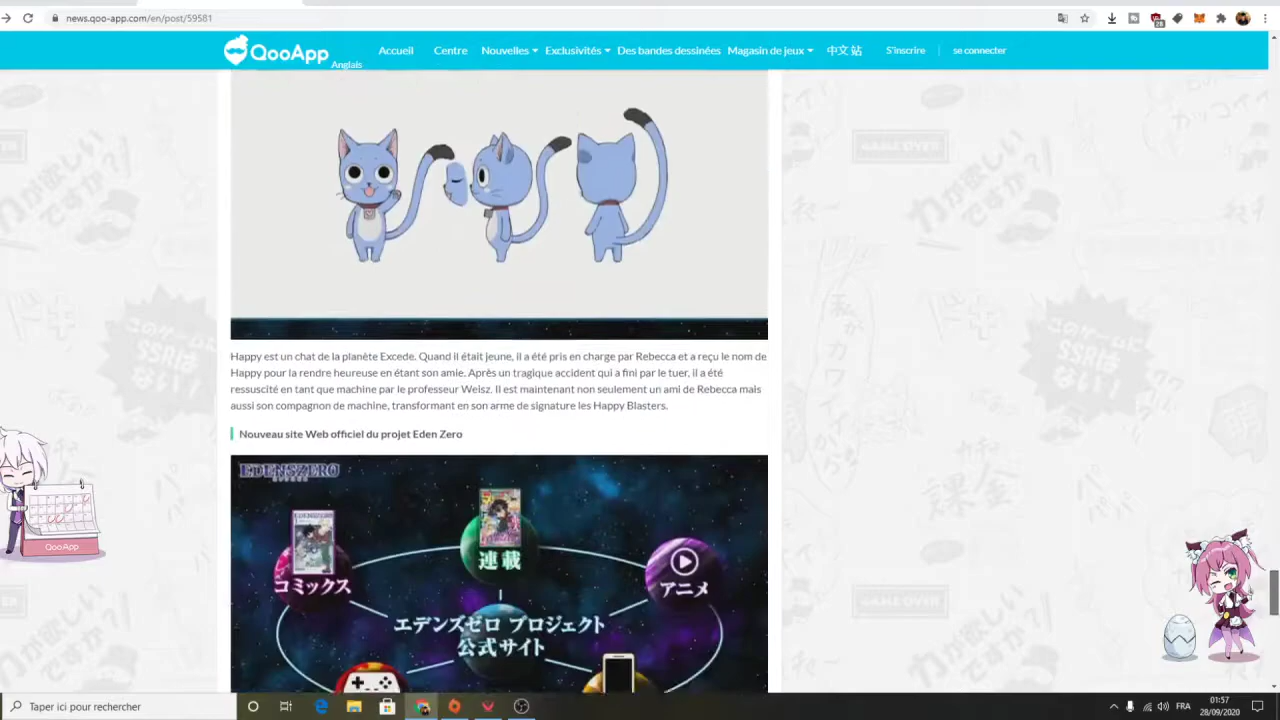 news.qoo-app.com/en/post/59581
QooApp
Anglais
Accueil
Centre
Nouvelles
Exclusivités
Des bandes dessinées
Magasin de jeux
中文 站
S'inscrire
se connecter
Happy est un chat de la planète Excede. Quand il était jeune, il a été pris en charge par Rebecca et a reçu le nom de
Happy pour la rendre heureuse en étant son amie. Après un tragique accident qui a fini par le tuer, il a été
ressuscité en tant que machine par le professeur Weisz. Il est maintenant non seulement un ami de Rebecca mais
aussi son compagnon de machine, transformant en son arme de signature les Happy Blasters.
Nouveau site Web officiel du projet Eden Zero
EDENSZERO
連載
コミックス
アニメ
エデンズゼロ プロジェクト
公式サイト
QooApp
GAME OVER
GAME OVER
Taper ici pour rechercher
FRA
01:57
28/09/2020